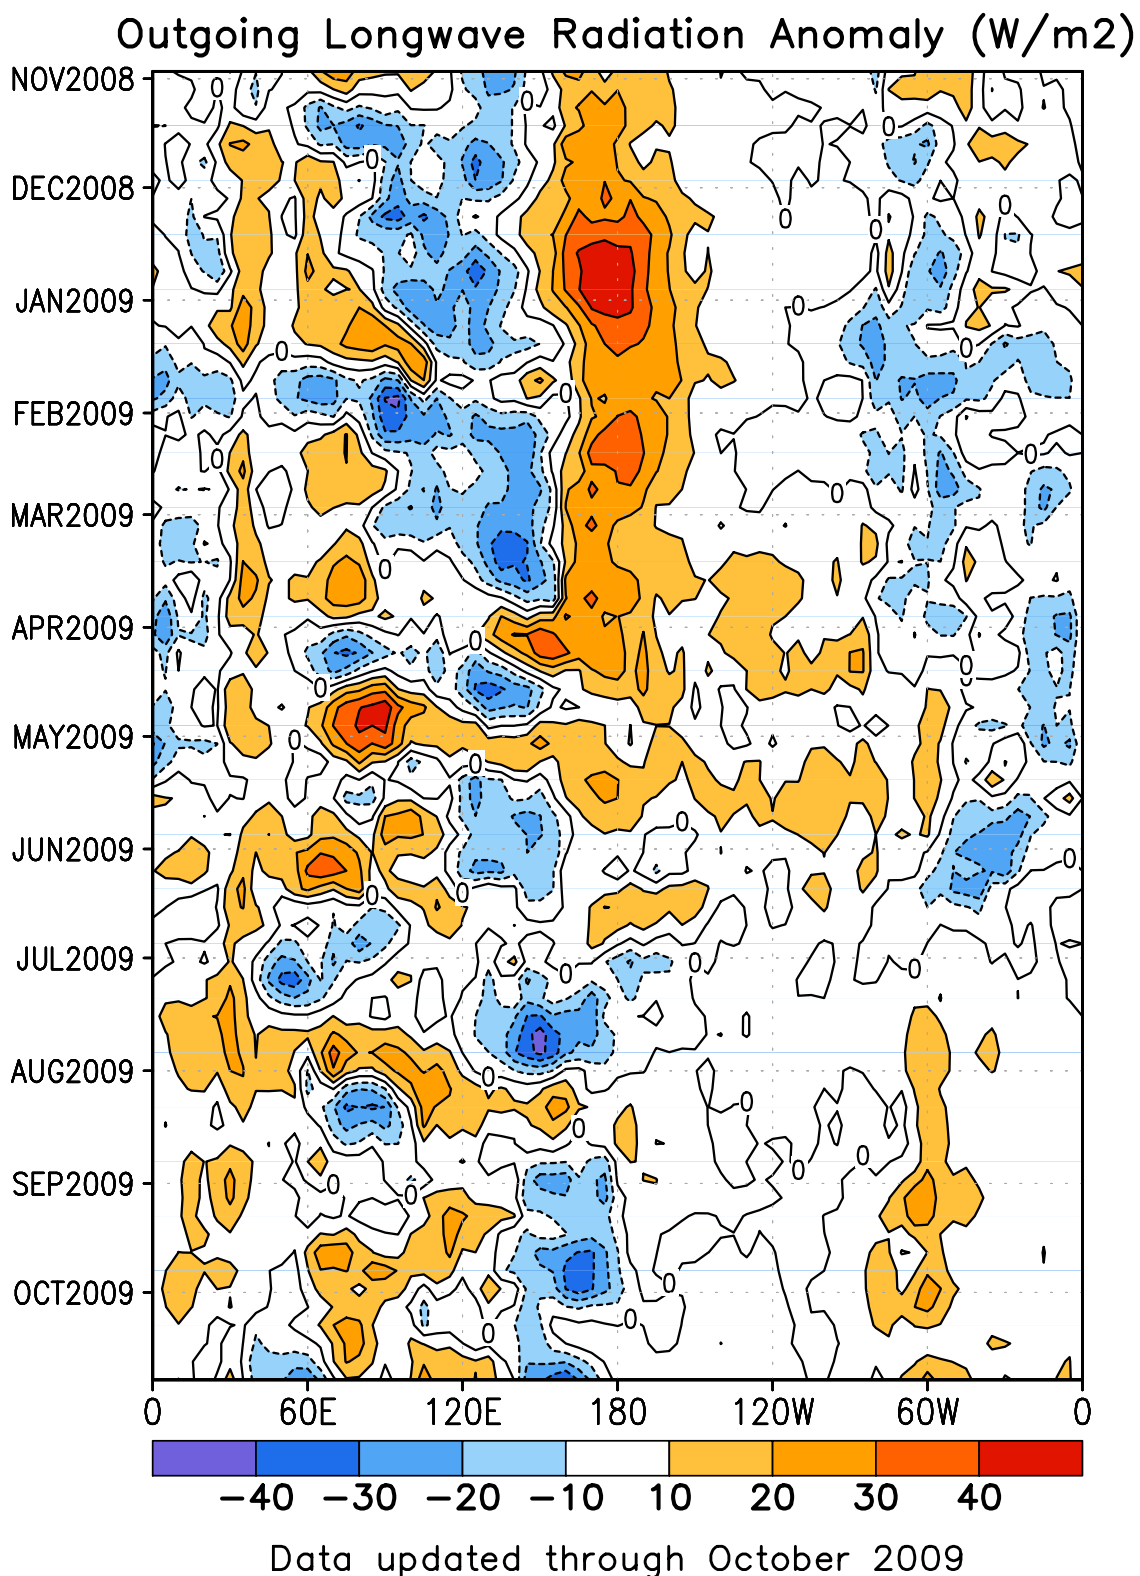 Outgoing Longwave Radiation Anomaly (W/m2)
NOV2008
DEC2008
JAN2009
FEB2009
MAR2009
APR2009
MAY2009
JUN2009
JUL2009
AUG2009
SEP2009
OCT2009
0 60E 120E 180 120W 60W 0
−40 −30 −20 −10 10 20 30 40
Data updated through October 2009